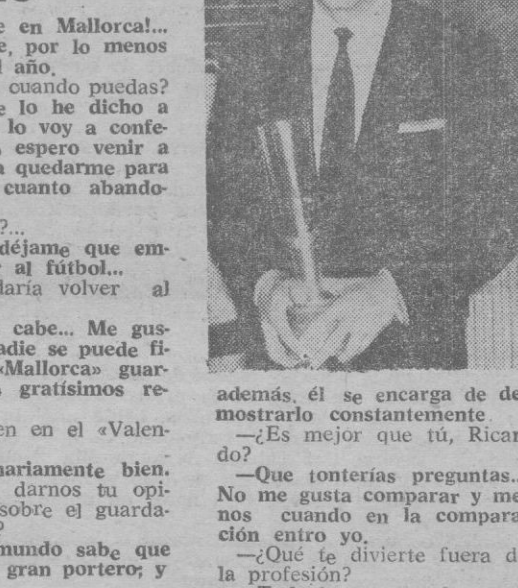 e en Mallorca!...
e, por lo menos
l año.
cuando puedas?
e lo he dicho a
lo voy a confe-
, espero venir a
a quedarme para
cuanto abando-
?...
déjame que em-
r al fútbol...
laría volver al
cabe... Me gus-
adie se puede fi-
«Mallorca» guar-
s gratísimos re-
en en el «Valen-
nariamente bien.
darnos tu opi-
sobre el guarda-
?
mundo sabe que
gran portero; y
además, él se encarga de de
mostrarlo constantemente
—¿Es mejor que tú, Ricar
do?
—Que tonterías preguntas..
No me gusta comparar y me
nos cuando en la compara
ción entro yo.
—¿Qué te divierte fuera d
la profesión?